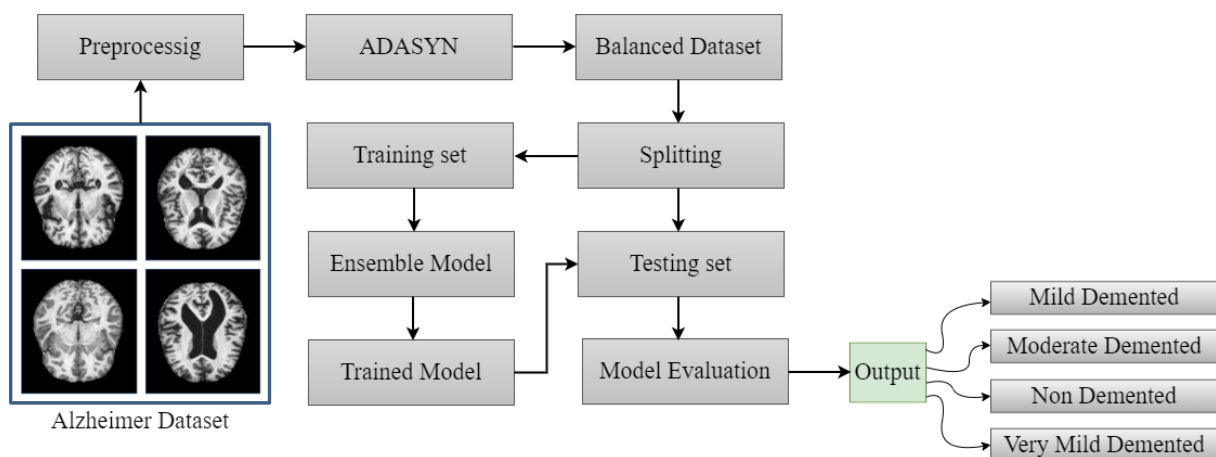 Preprocessig
ADASYN
Balanced Dataset
Training set
Splitting
Ensemble Model
Testing set
Trained Model
Model Evaluation
Output
Mild Demented
Moderate Demented
Non Demented
Very Mild Demented
Alzheimer Dataset